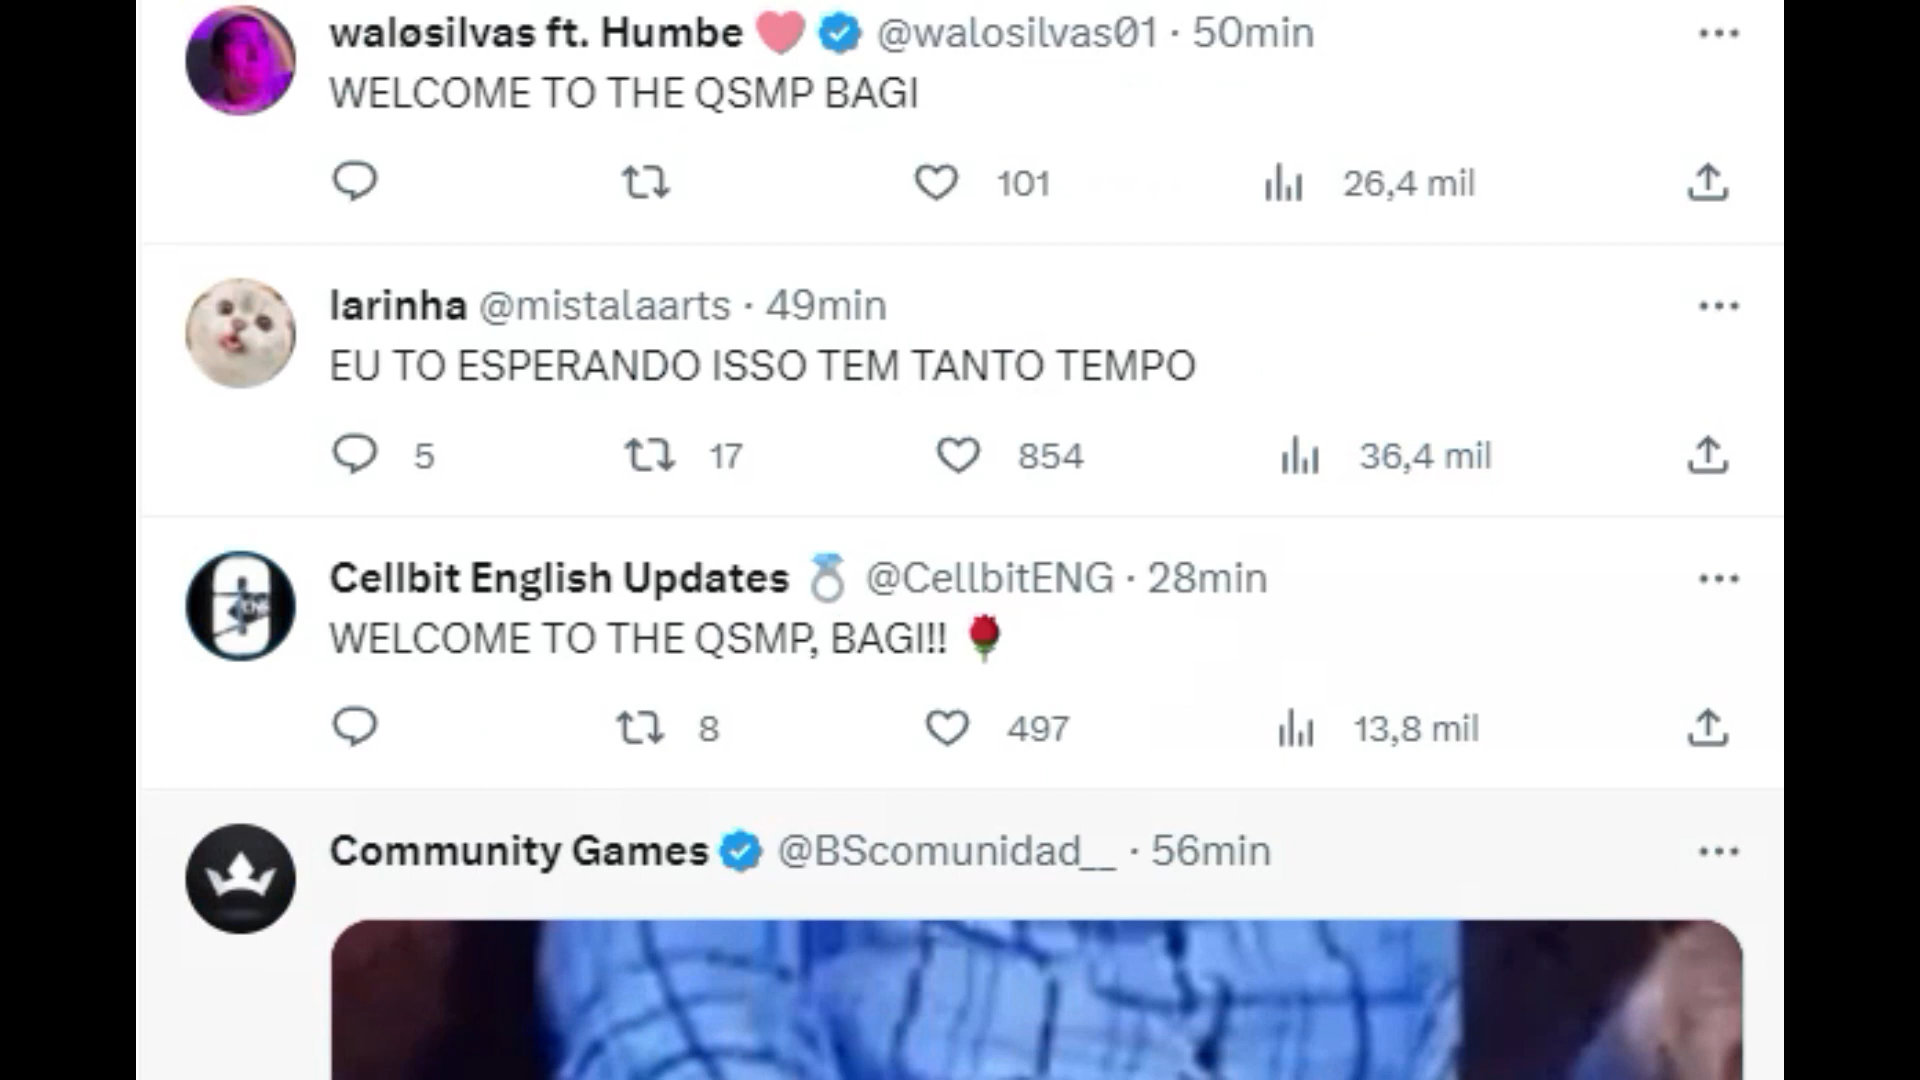 waløsilvas ft. Humbe @walosilvas01 · 50min
WELCOME TO THE QSMP BAGI
101 26,4 mil
larinha @mistalaarts · 49min
EU TO ESPERANDO ISSO TEM TANTO TEMPO
5 17 854 36,4 mil
Cellbit English Updates @CellbitENG · 28min
WELCOME TO THE QSMP, BAGI!!
8 497 13,8 mil
Community Games @BScomunidad__ · 56min